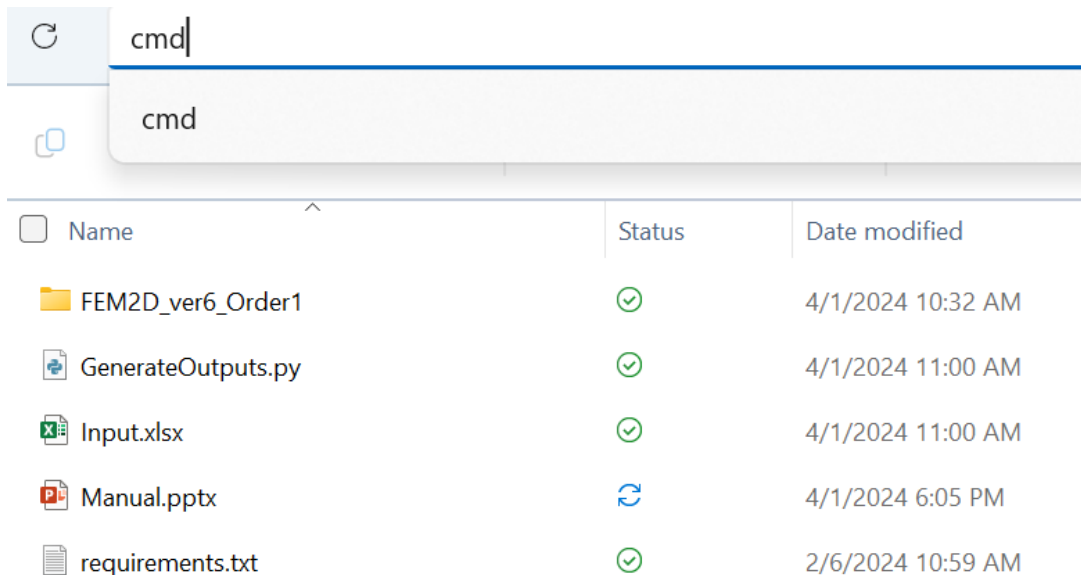 cmd
cmd
Name Status Date modified
FEM2D_ver6_Order1 4/1/2024 10:32 AM
GenerateOutputs.py 4/1/2024 11:00 AM
Input.xlsx 4/1/2024 11:00 AM
Manual.pptx 4/1/2024 6:05 PM
requirements.txt 2/6/2024 10:59 AM